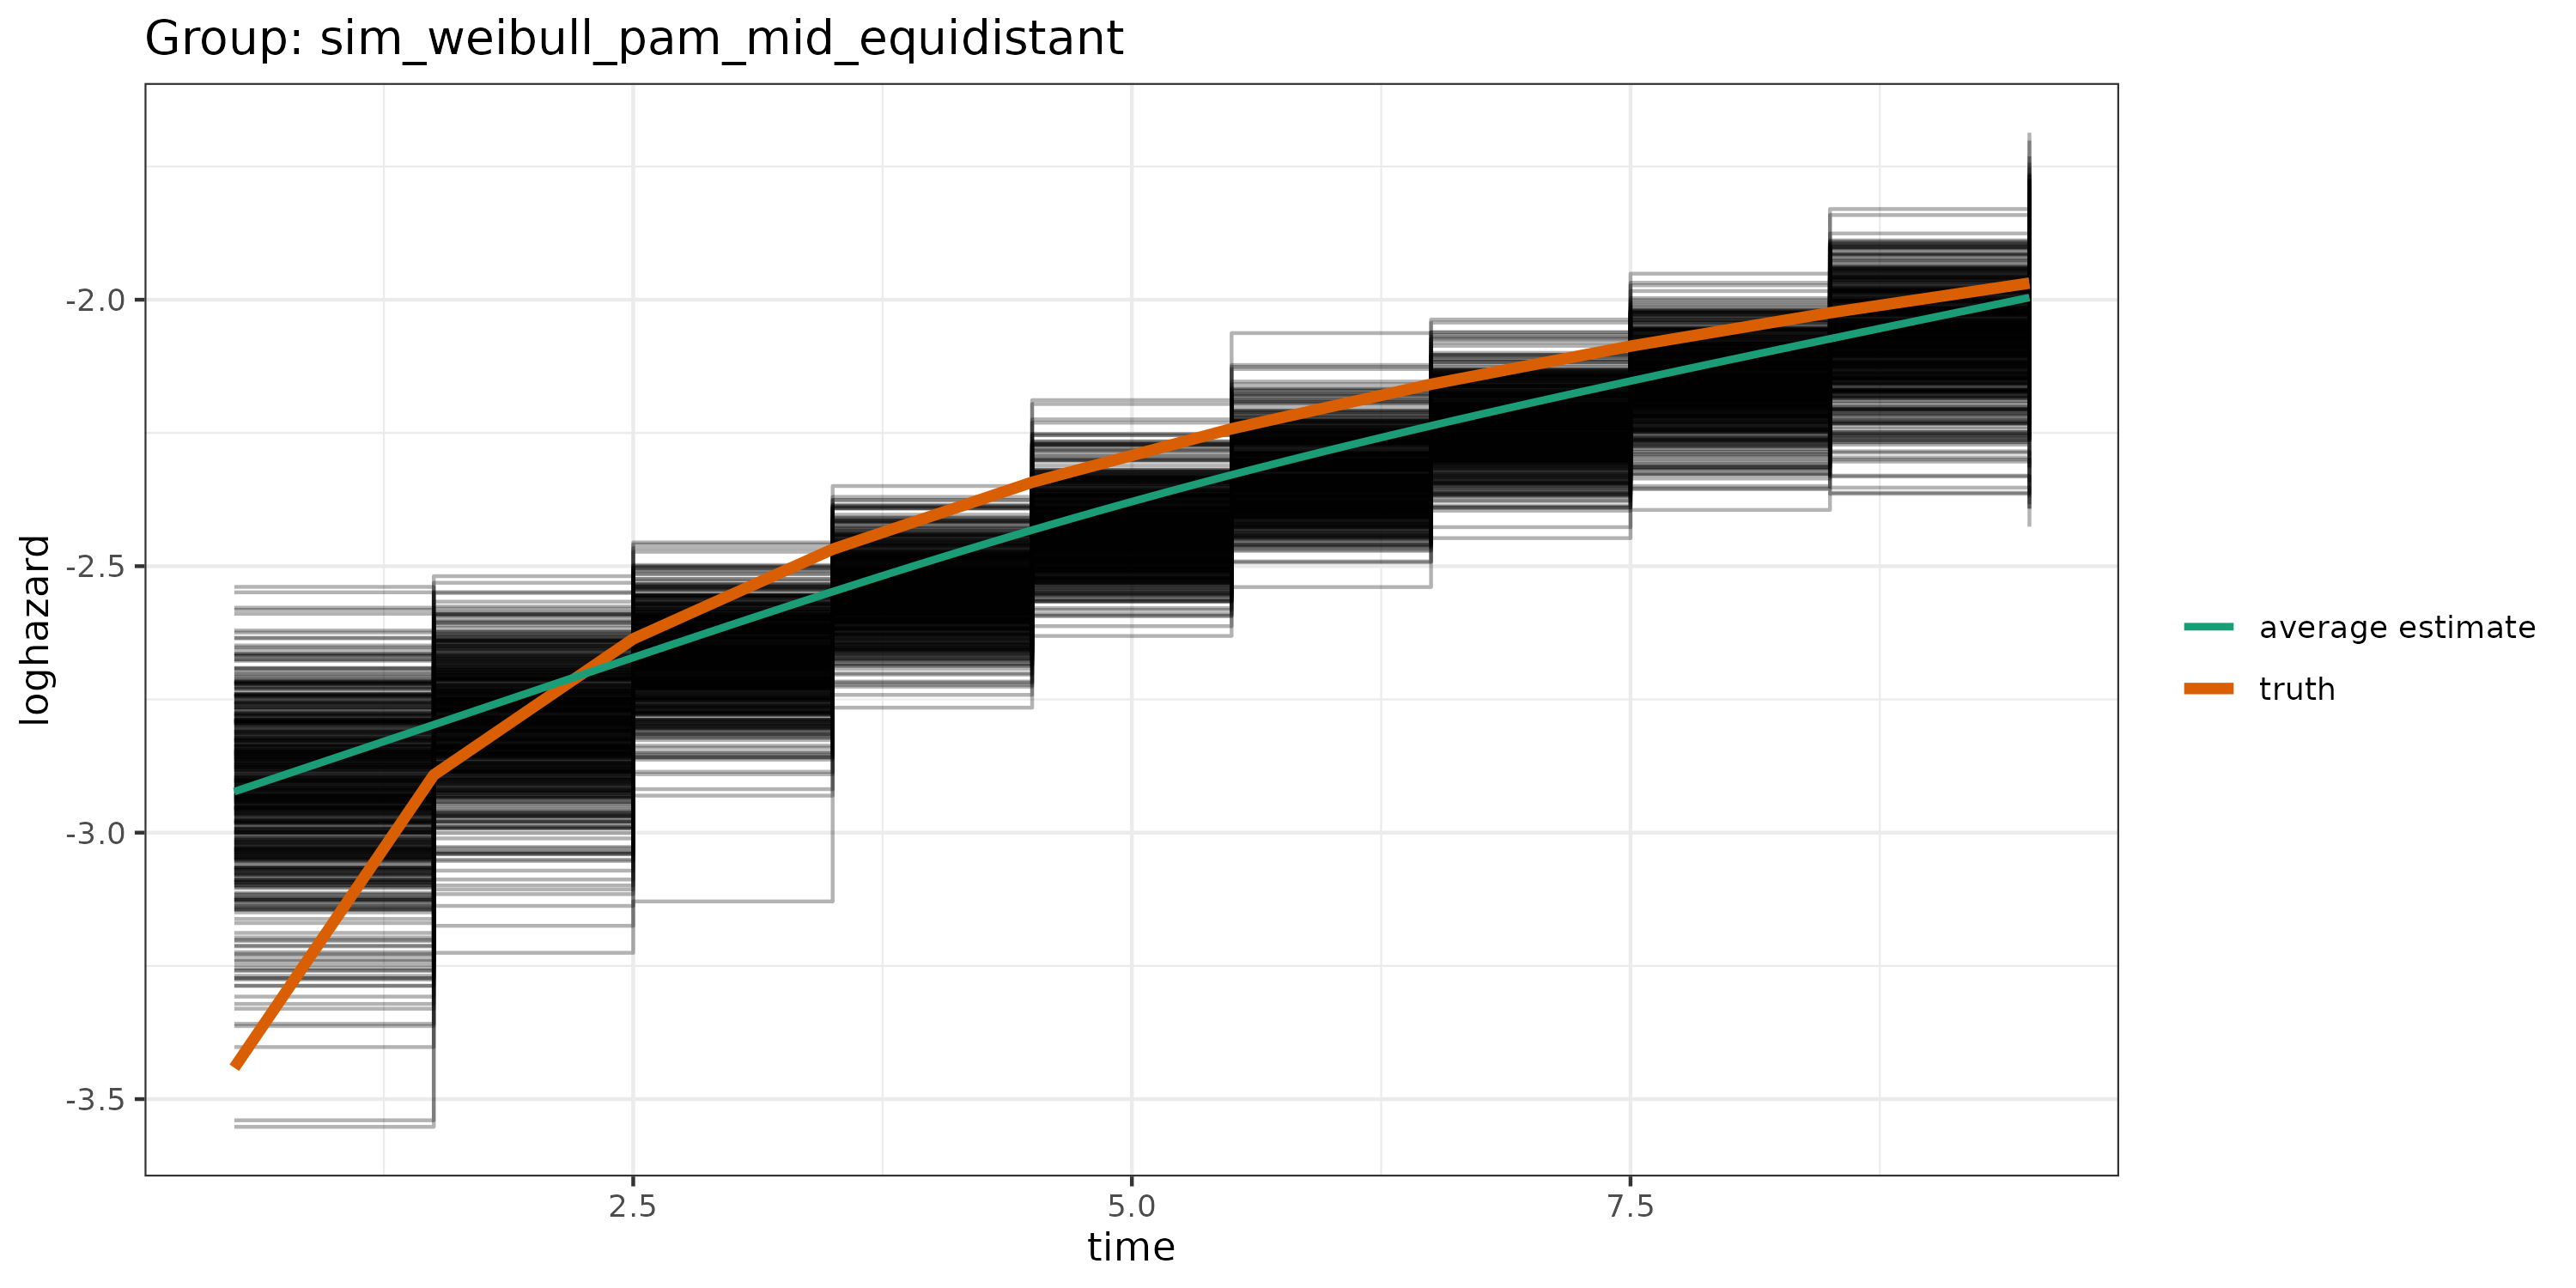 Group: sim_weibull_pam_mid_equidistant
loghazard
-2.0
-2.5
-3.0
-3.5
2.5
5.0
7.5
time
average estimate
truth